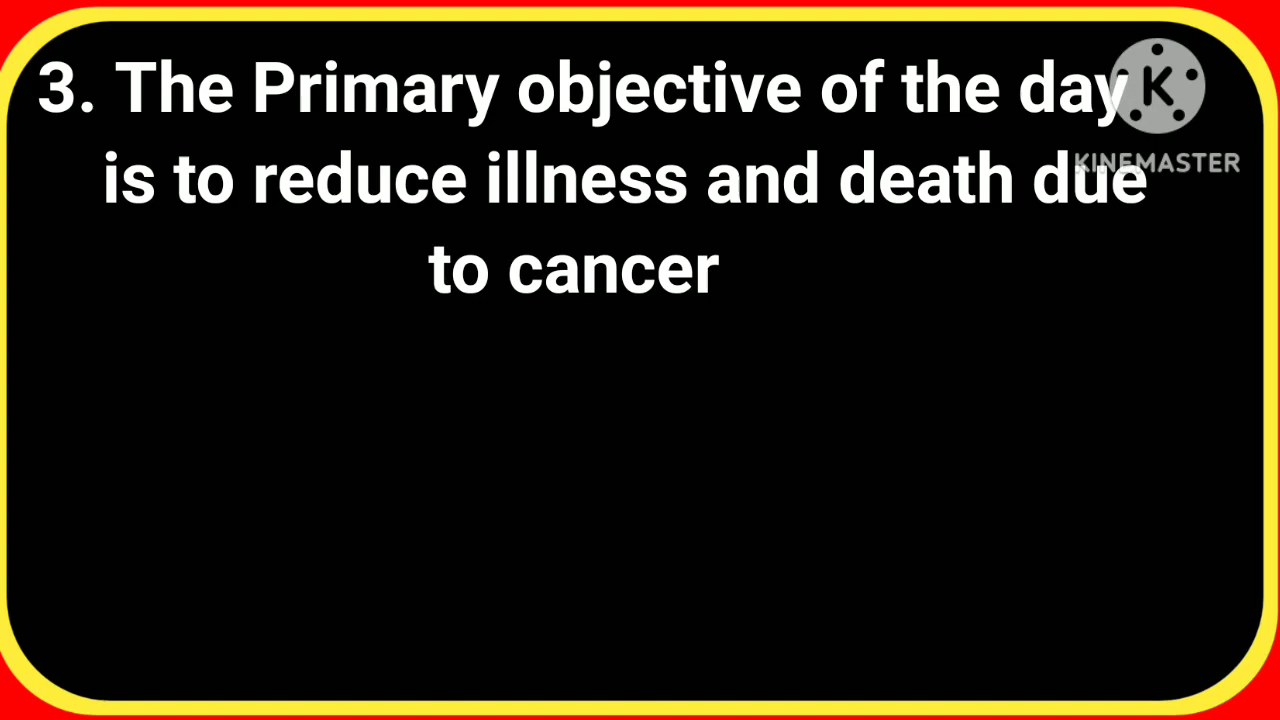 3. The Primary objective of the day
is to reduce illness and death due
to cancer
K
KINEMASTER